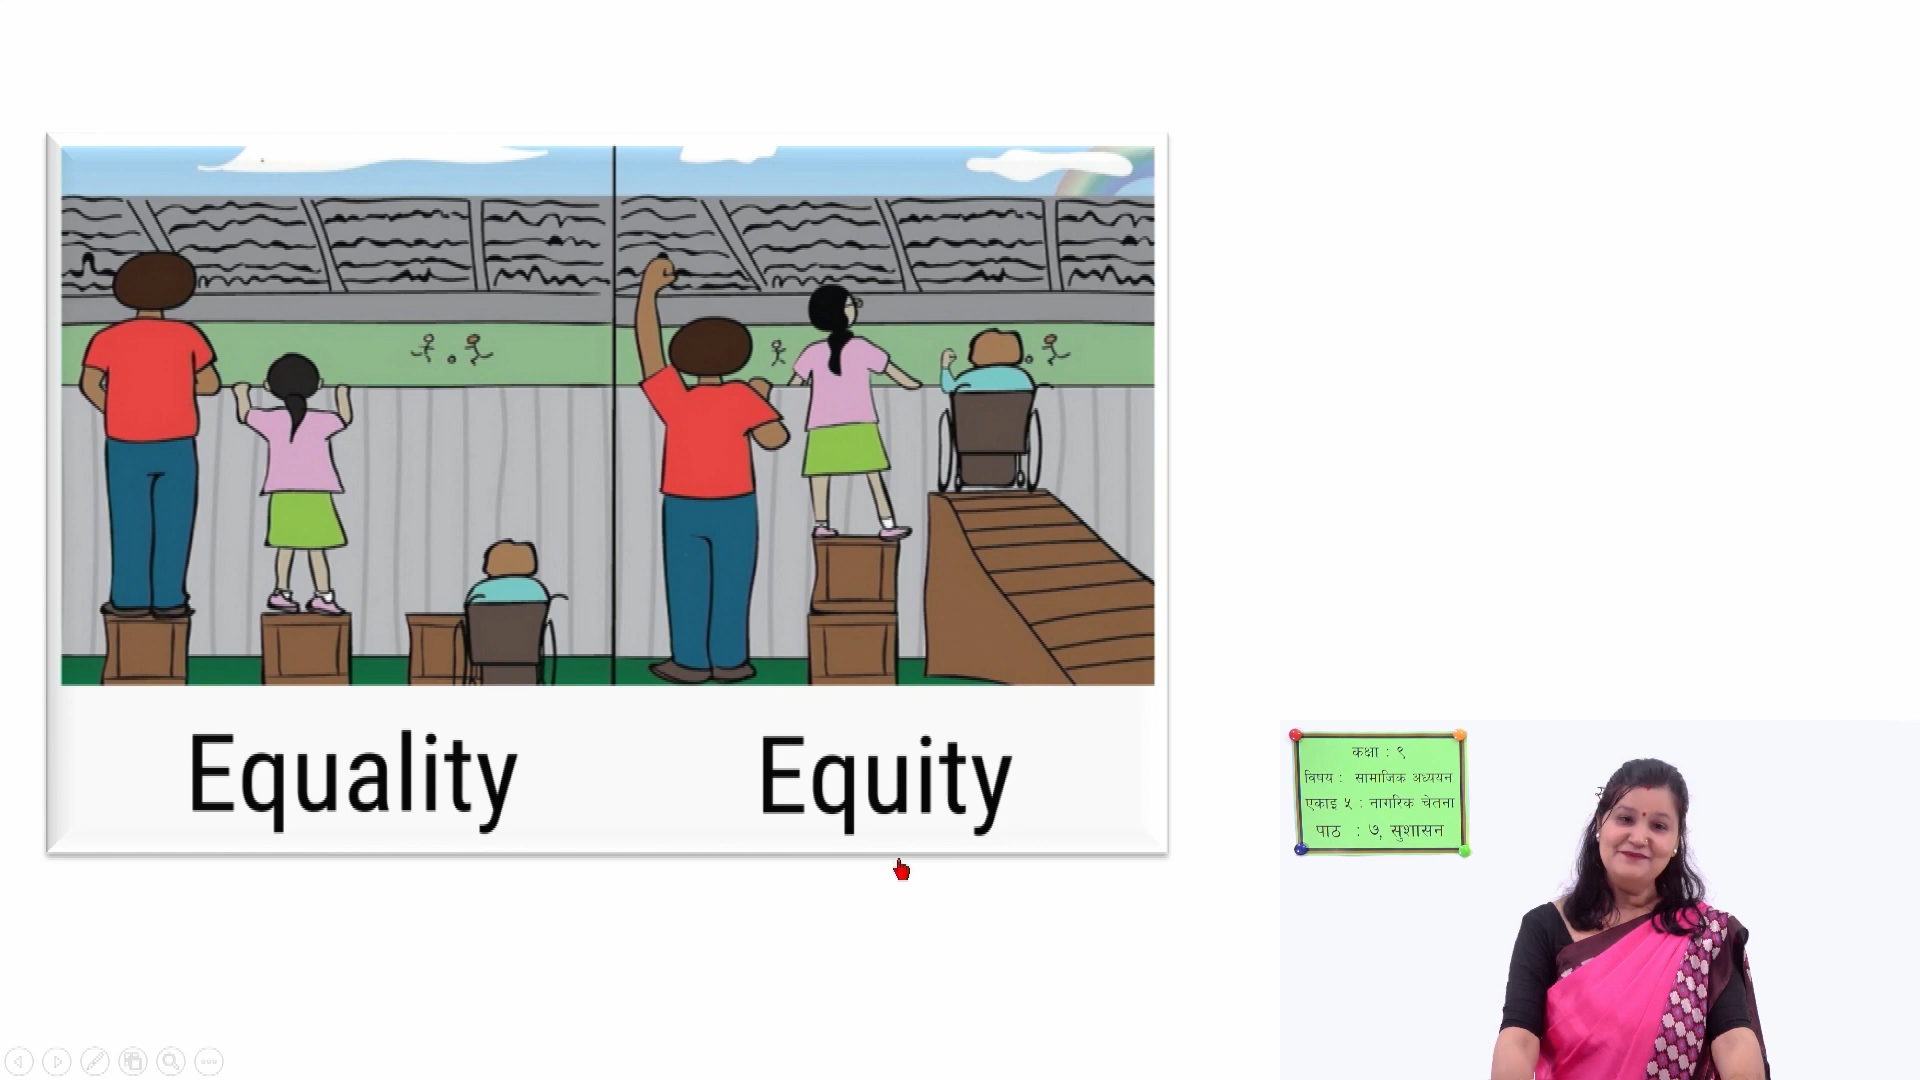 Equality
Equity
कक्षा : ९
विषय : सामाजिक अध्ययन
एकाइ ५ : नागरिक चेतना
पाठ : ७, सुशासन